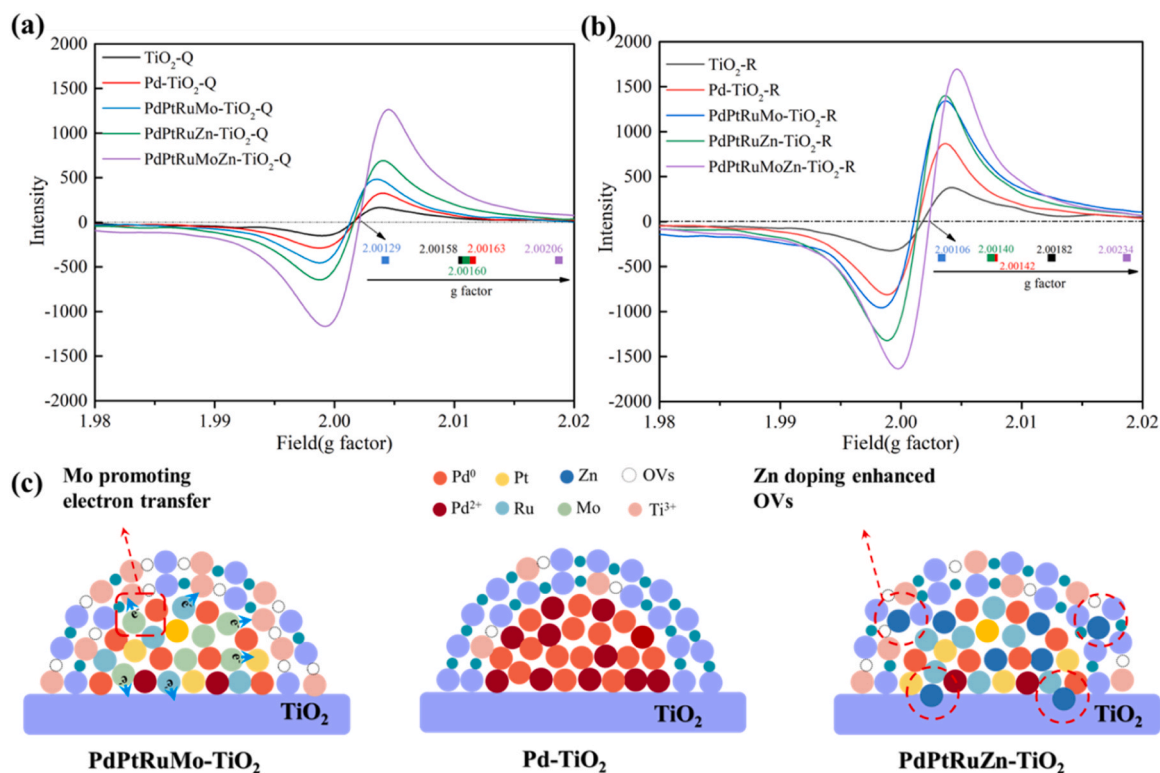 (a)
2000
1500
1000
500
0
-500
-1000
-1500
-2000
Intensity
TiO2-Q
Pd-TiO2-Q
PdPtRuMo-TiO2-Q
PdPtRuZn-TiO2-Q
PdPtRuMoZn-TiO2-Q
2.00129
2.00158
2.00163
2.00206
2.00160
g factor
1.98
1.99
2.00
2.01
2.02
Field(g factor)
(b)
2000
1500
1000
500
0
-500
-1000
-1500
-2000
Intensity
TiO2-R
Pd-TiO2-R
PdPtRuMo-TiO2-R
PdPtRuZn-TiO2-R
PdPtRuMoZn-TiO2-R
2.00106
2.00140
2.00182
2.00234
2.00142
g factor
1.98
1.99
2.00
2.01
2.02
Field(g factor)
(c)
Mo promoting
electron transfer
Pd0
Pt
Zn
OVs
Pd2+
Ru
Mo
Ti3+
Zn doping enhanced
OVs
e-
e-
e-
e-
e-
e-
TiO2
PdPtRuMo-TiO2
Pd-TiO2
TiO2
PdPtRuZn-TiO2